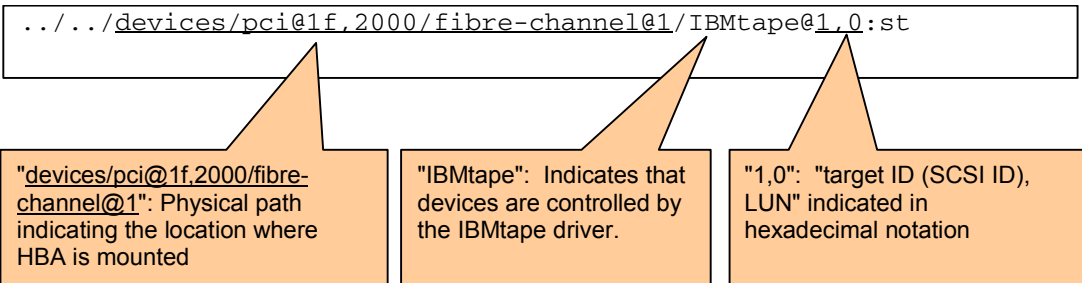 ../../devices/pci@1f,2000/fibre-channel@1/IBMtape@1,0:st
"devices/pci@1f,2000/fibre-
channel@1": Physical path
indicating the location where
HBA is mounted
"IBMtape":  Indicates that
devices are controlled by
the IBMtape driver.
"1,0":  "target ID (SCSI ID),
LUN" indicated in
hexadecimal notation